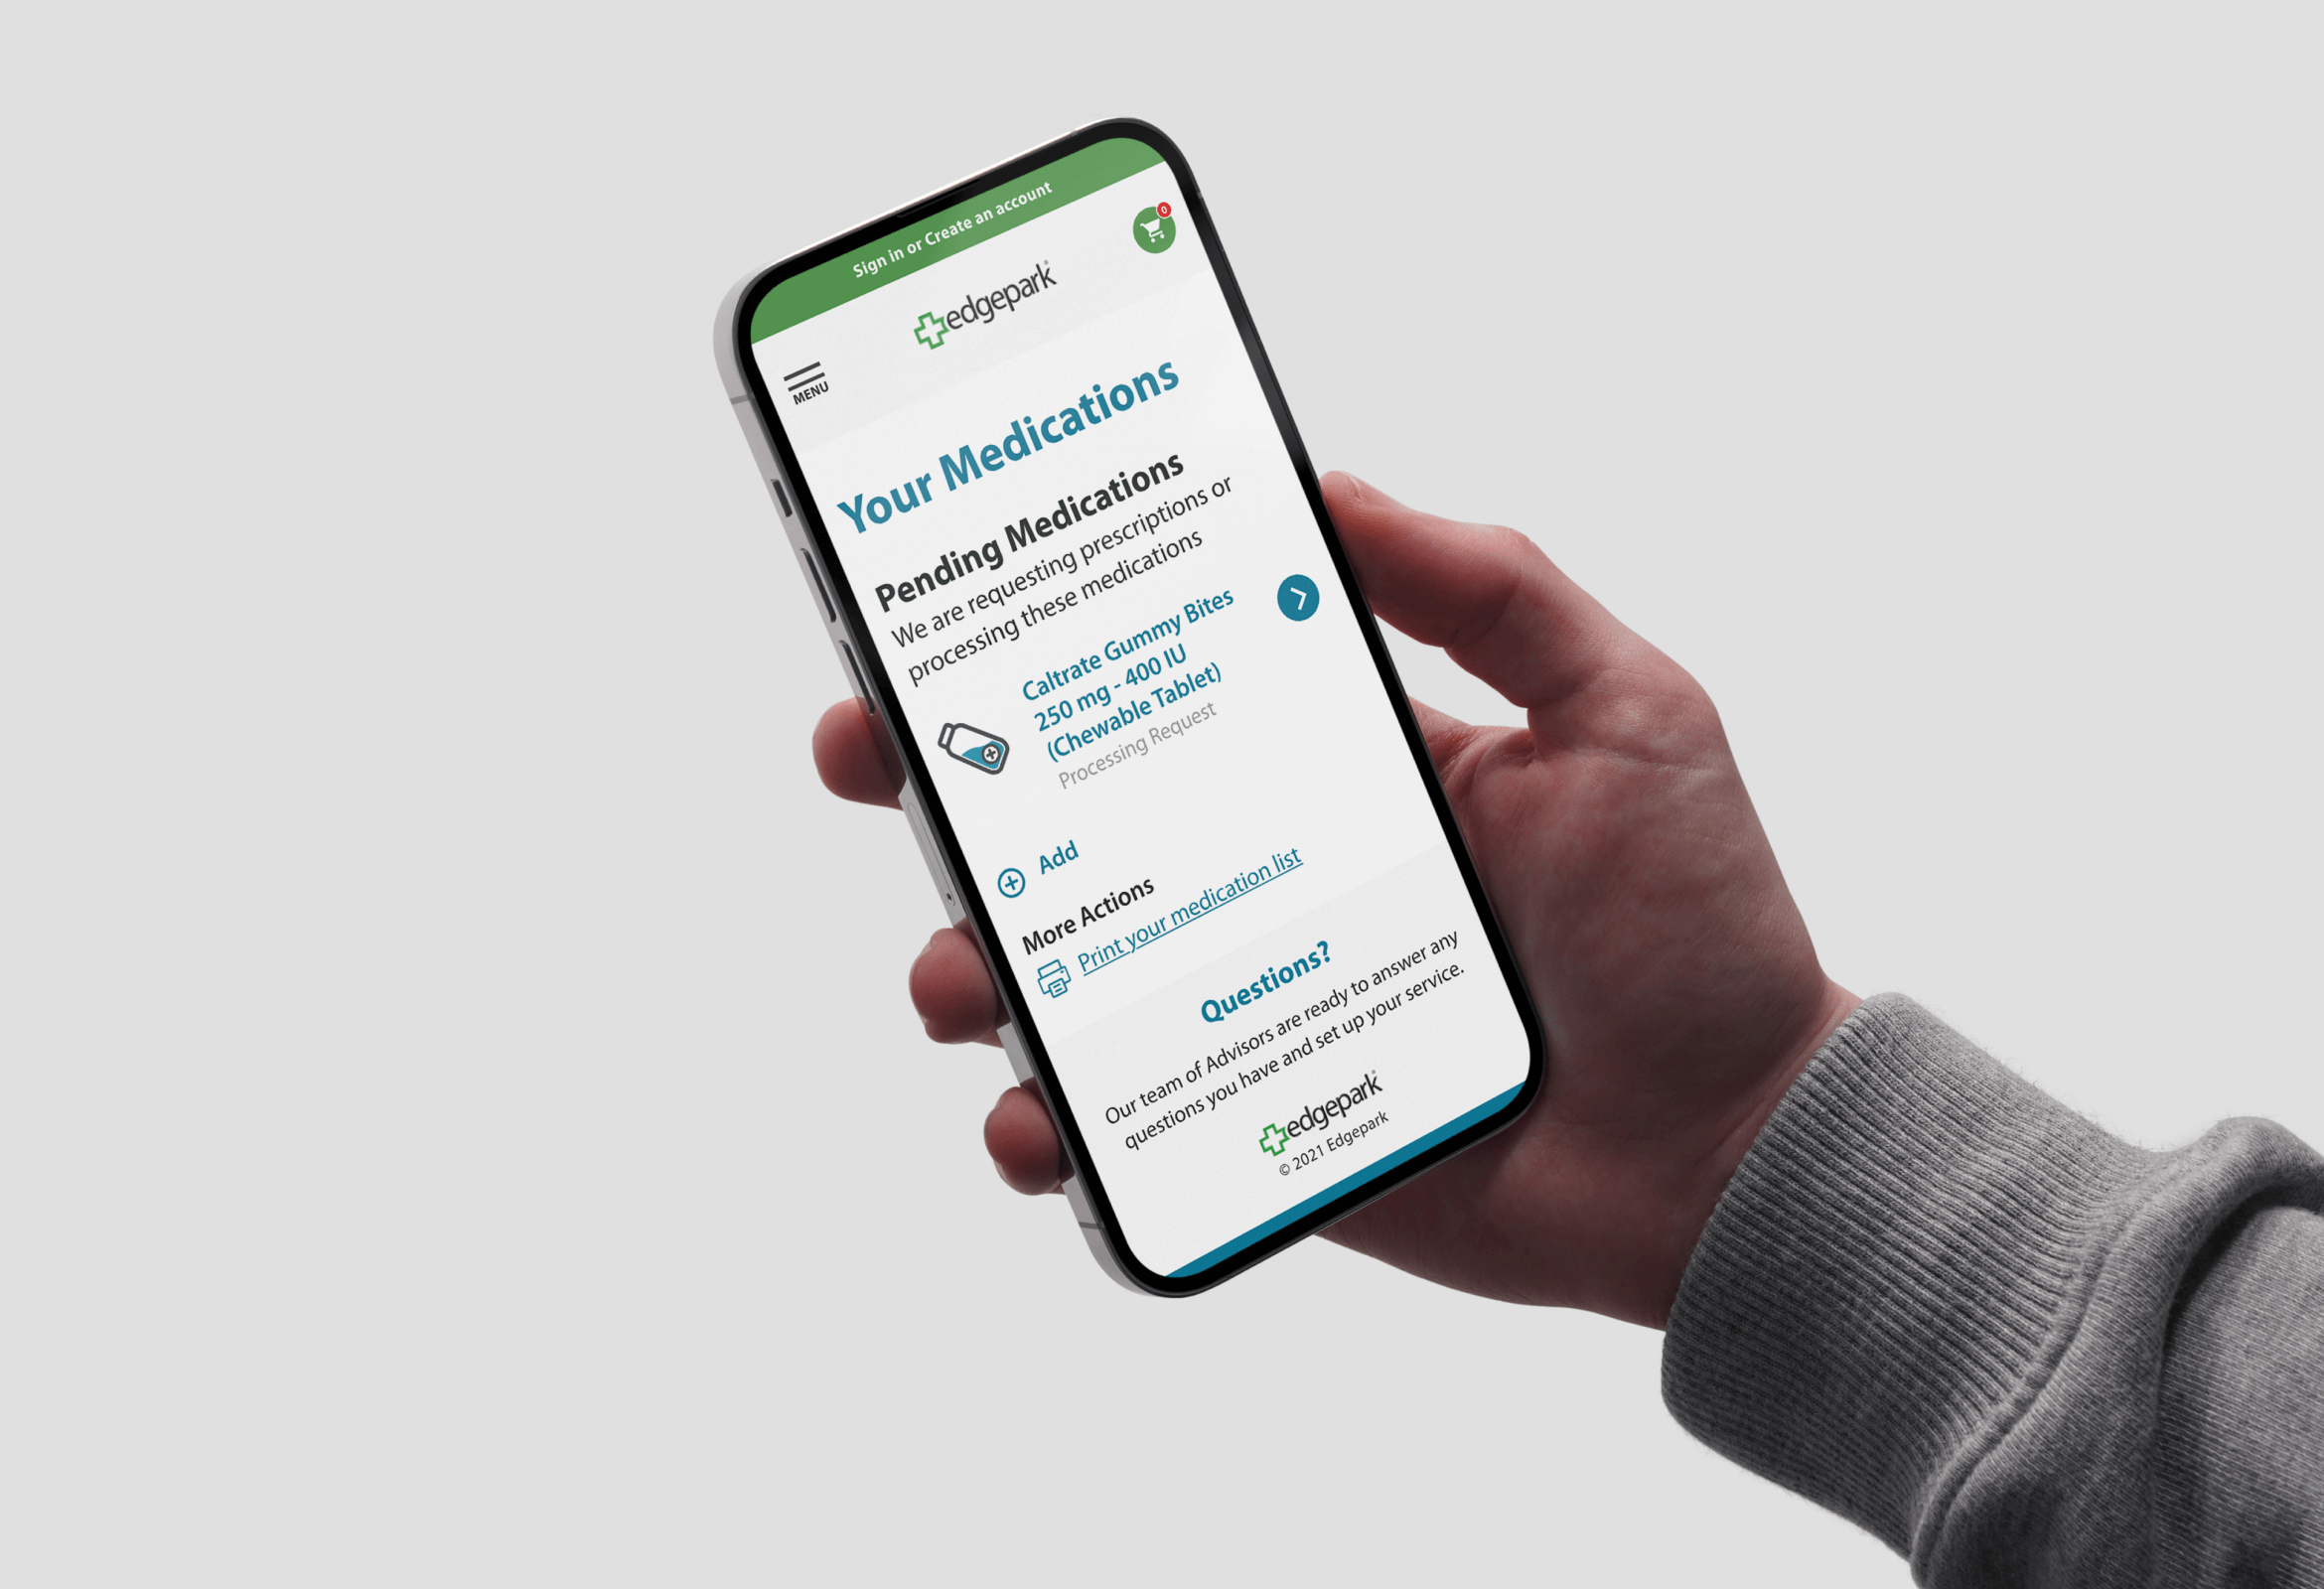 Sign in or Create an account
0
edgepark®
MENU
Your Medications
Pending Medications
We are requesting prescriptions or
processing these medications
Caltrate Gummy Bites
250 mg - 400 IU
(Chewable Tablet)
Processing Request
Add
More Actions
Print your medication list
Questions?
Our team of Advisors are ready to answer any
questions you have and set up your service.
edgepark®
© 2021 Edgepark